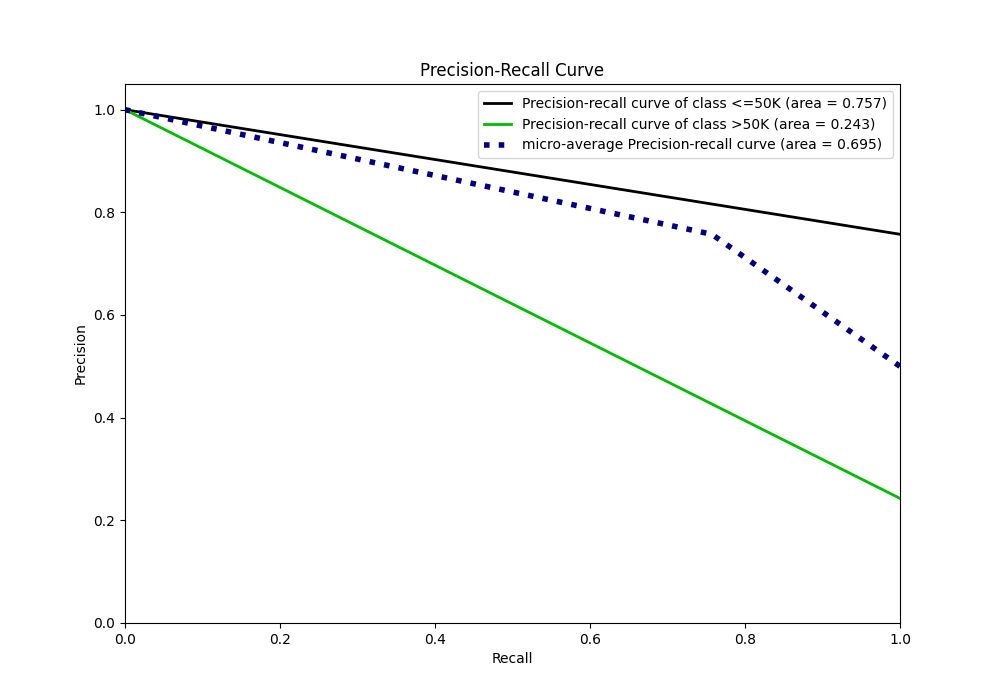 Precision-Recall Curve
Precision-recall curve of class <=50K (area = 0.757)
Precision-recall curve of class >50K (area = 0.243)
micro-average Precision-recall curve (area = 0.695)
1.0
0.8
0.6
0.4
0.2
0.0
Precision
0.0 0.2 0.4 0.6 0.8 1.0
Recall